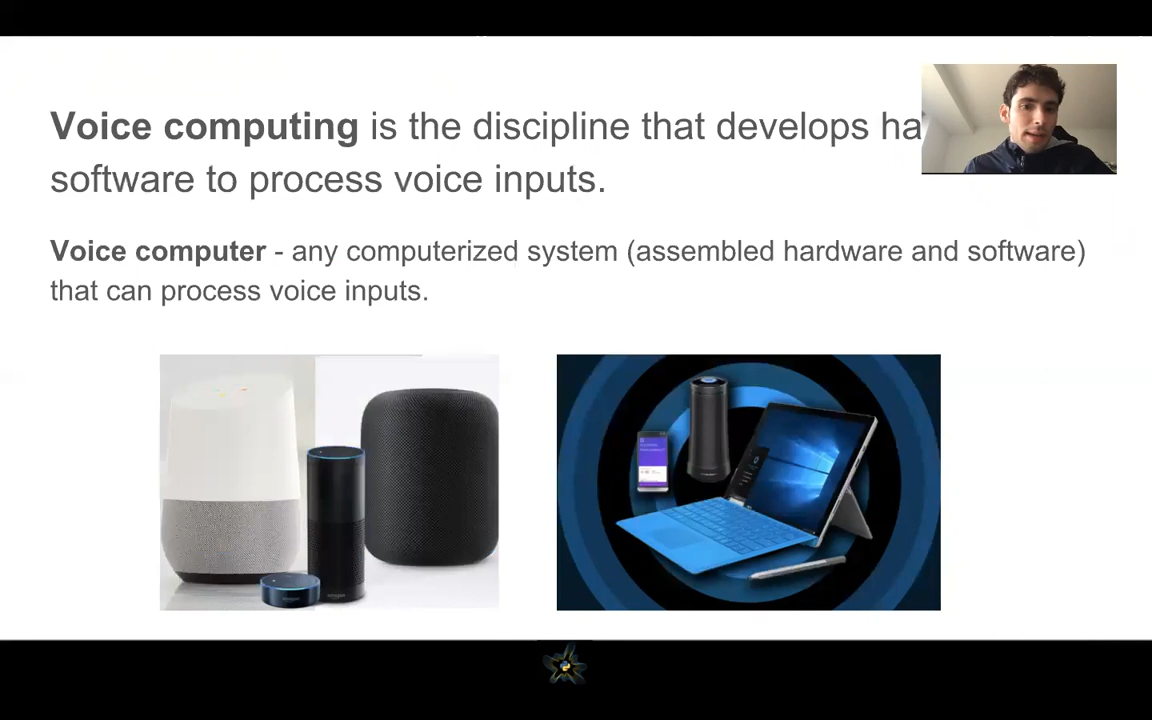 Voice computing is the discipline that develops ha
software to process voice inputs.
Voice computer - any computerized system (assembled hardware and software)
that can process voice inputs.
amazon